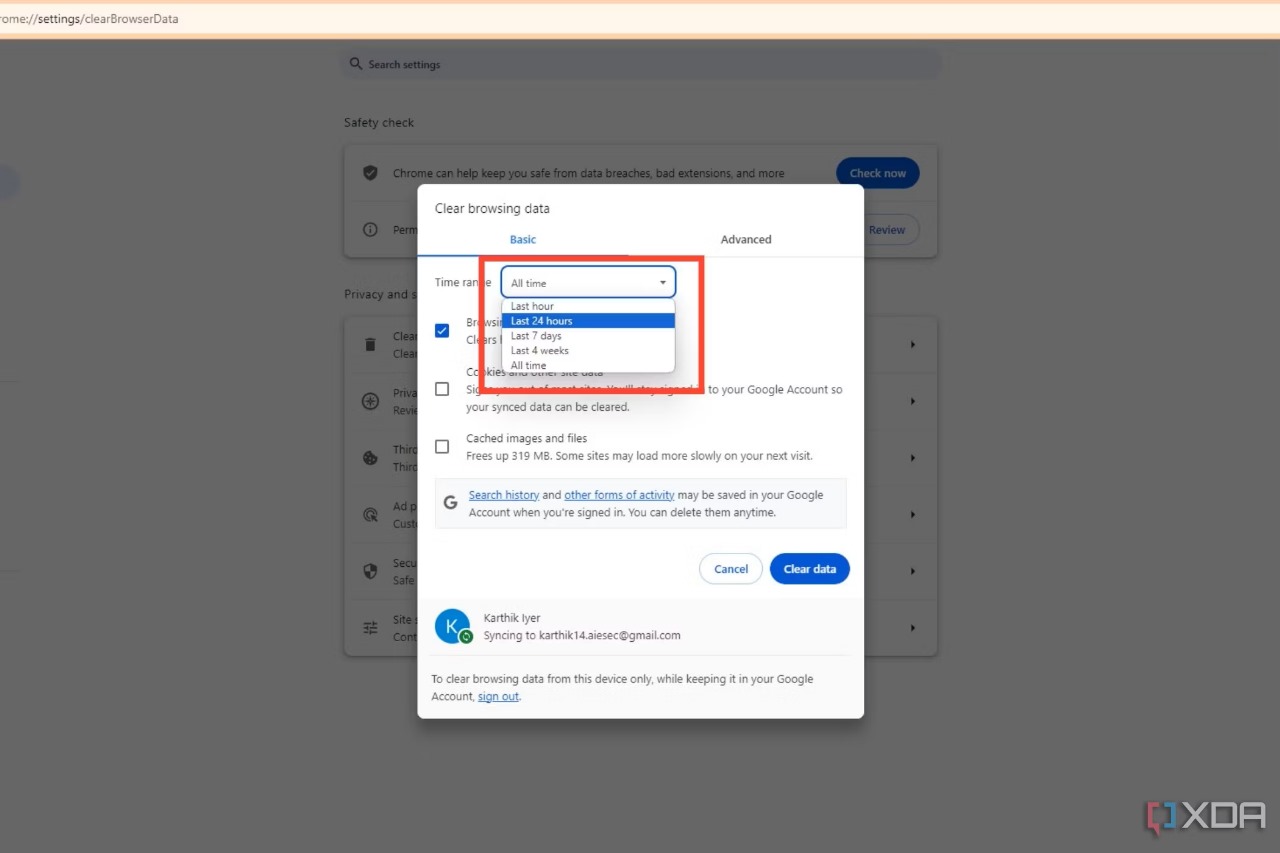 rome://settings/clearBrowserData
Search settings
Safety check
Chrome can help keep you safe from data breaches, bad extensions, and more
Check now
Perm
Review
Privacy and s
Clear
Clear
Priva
Revie
Third
Third
Ad p
Custo
Secu
Safe
Site s
Cont
Clear browsing data
Basic
Advanced
Time range
All time
Last hour
Last 24 hours
Last 7 days
Last 4 weeks
All time
Browsin
Clears h
Cookies and other site data
Signs you out of most sites. You'll stay signed in to your Google Account so
your synced data can be cleared.
Cached images and files
Frees up 319 MB. Some sites may load more slowly on your next visit.
G
Search history and other forms of activity may be saved in your Google
Account when you're signed in. You can delete them anytime.
Cancel
Clear data
K
Karthik Iyer
Syncing to karthik14.aiesec@gmail.com
To clear browsing data from this device only, while keeping it in your Google
Account, sign out.
XDA